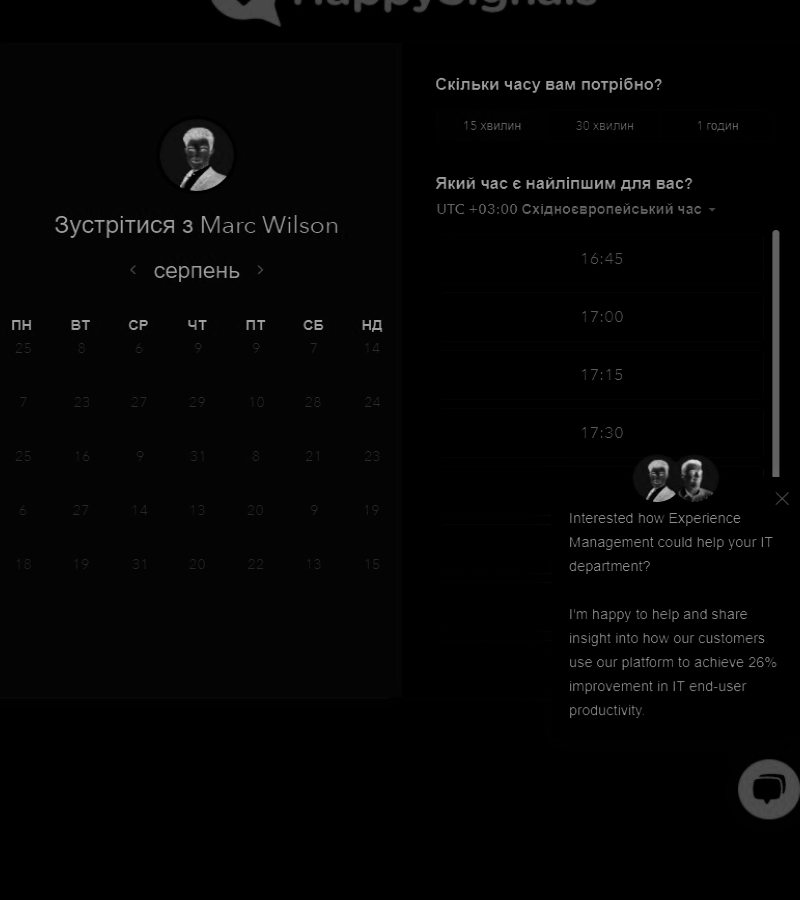 HappySignals
Зустрітися з Marc Wilson
серпень
ПН ВТ СР ЧТ ПТ СБ НД
25 8 6 9 9 7 14
7 23 27 29 10 28 24
25 16 9 31 8 21 23
6 27 14 13 20 9 19
18 19 31 20 22 13 15
Скільки часу вам потрібно?
15 хвилин 30 хвилин 1 годин
Який час є найліпшим для вас?
UTC +03:00 Східноєвропейський час
16:45
17:00
17:15
17:30
Interested how Experience
Management could help your IT
department?
I'm happy to help and share
insight into how our customers
use our platform to achieve 26%
improvement in IT end-user
productivity.